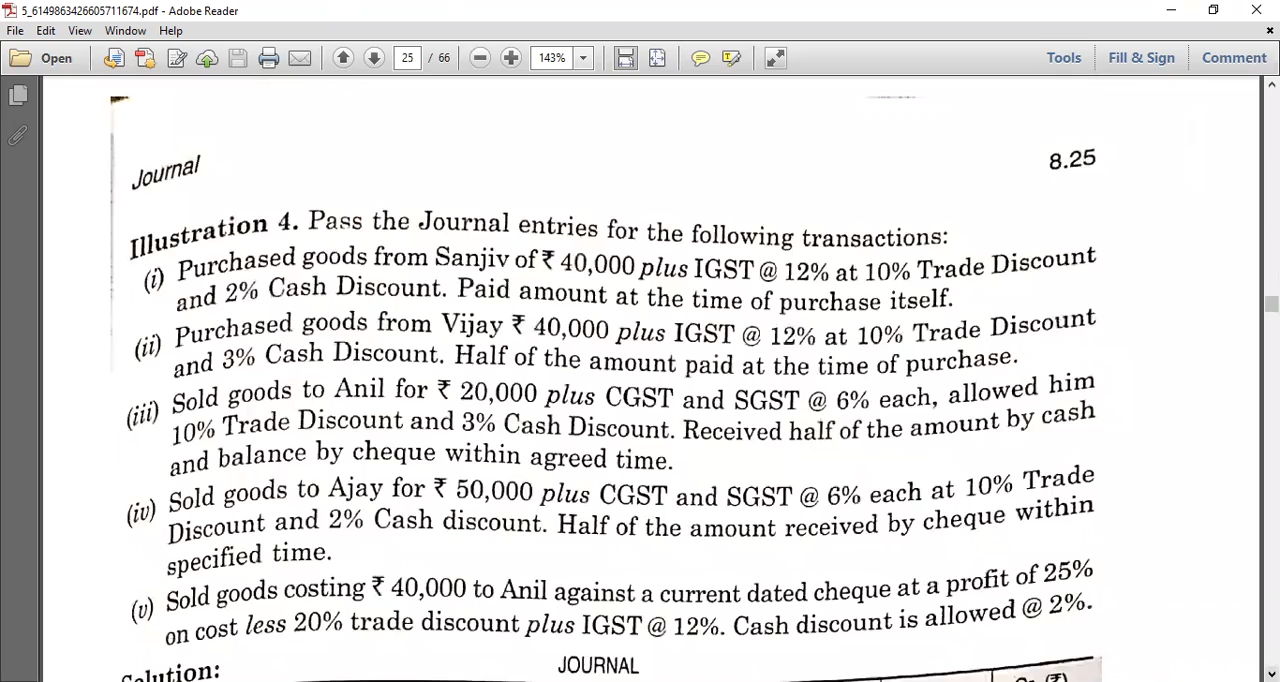 5_6149863426605711674.pdf - Adobe Reader
File Edit View Window Help
Open 25 / 66 143% Tools Fill & Sign Comment
Journal 8.25
Illustration 4. Pass the Journal entries for the following transactions:
(i) Purchased goods from Sanjiv of ₹ 40,000 plus IGST @ 12% at 10% Trade Discount
and 2% Cash Discount. Paid amount at the time of purchase itself.
(ii) Purchased goods from Vijay ₹ 40,000 plus IGST @ 12% at 10% Trade Discount
and 3% Cash Discount. Half of the amount paid at the time of purchase.
(iii) Sold goods to Anil for ₹ 20,000 plus CGST and SGST @ 6% each, allowed him
10% Trade Discount and 3% Cash Discount. Received half of the amount by cash
and balance by cheque within agreed time.
(iv) Sold goods to Ajay for ₹ 50,000 plus CGST and SGST @ 6% each at 10% Trade
Discount and 2% Cash discount. Half of the amount received by cheque within
specified time.
(v) Sold goods costing ₹ 40,000 to Anil against a current dated cheque at a profit of 25%
on cost less 20% trade discount plus IGST @ 12%. Cash discount is allowed @ 2%.
Solution: JOURNAL